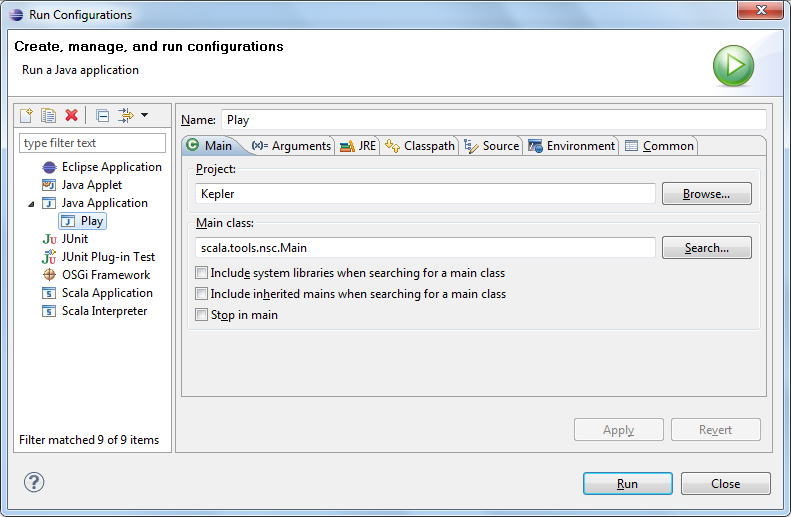 Run Configurations
Create, manage, and run configurations
Run a Java application
type filter text
Eclipse Application
Java Applet
Java Application
Play
JUnit
JUnit Plug-in Test
OSGi Framework
Scala Application
Scala Interpreter
Filter matched 9 of 9 items
Name: Play
Main (x)= Arguments JRE Classpath Source Environment Common
Project:
Kepler Browse...
Main class:
scala.tools.nsc.Main Search...
Include system libraries when searching for a main class
Include inherited mains when searching for a main class
Stop in main
Apply Revert
Run Close